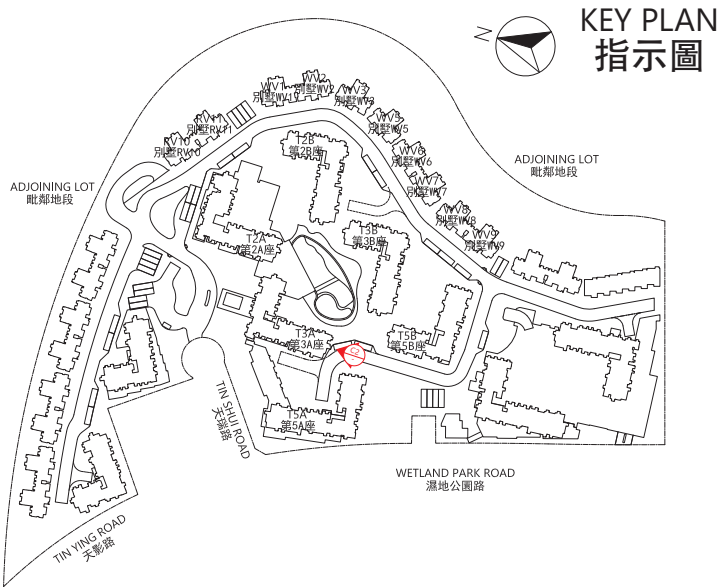 KEY PLAN
指示圖
N
WV2
別墅WV2
WV1
別墅WV1
WV3
別墅WV3
RV11
別墅RV11
WV5
別墅WV5
RV10
別墅RV10
T2B
第2B座
WV6
別墅WV6
ADJOINING LOT
毗鄰地段
ADJOINING LOT
毗鄰地段
WV7
別墅WV7
WV8
別墅WV8
T3B
第3B座
T2A
第2A座
WV9
別墅WV9
T3A
第3A座
T5B
第5B座
C2
T5A
第5A座
TIN SHUI ROAD
天瑞路
WETLAND PARK ROAD
濕地公園路
TIN YING ROAD
天影路